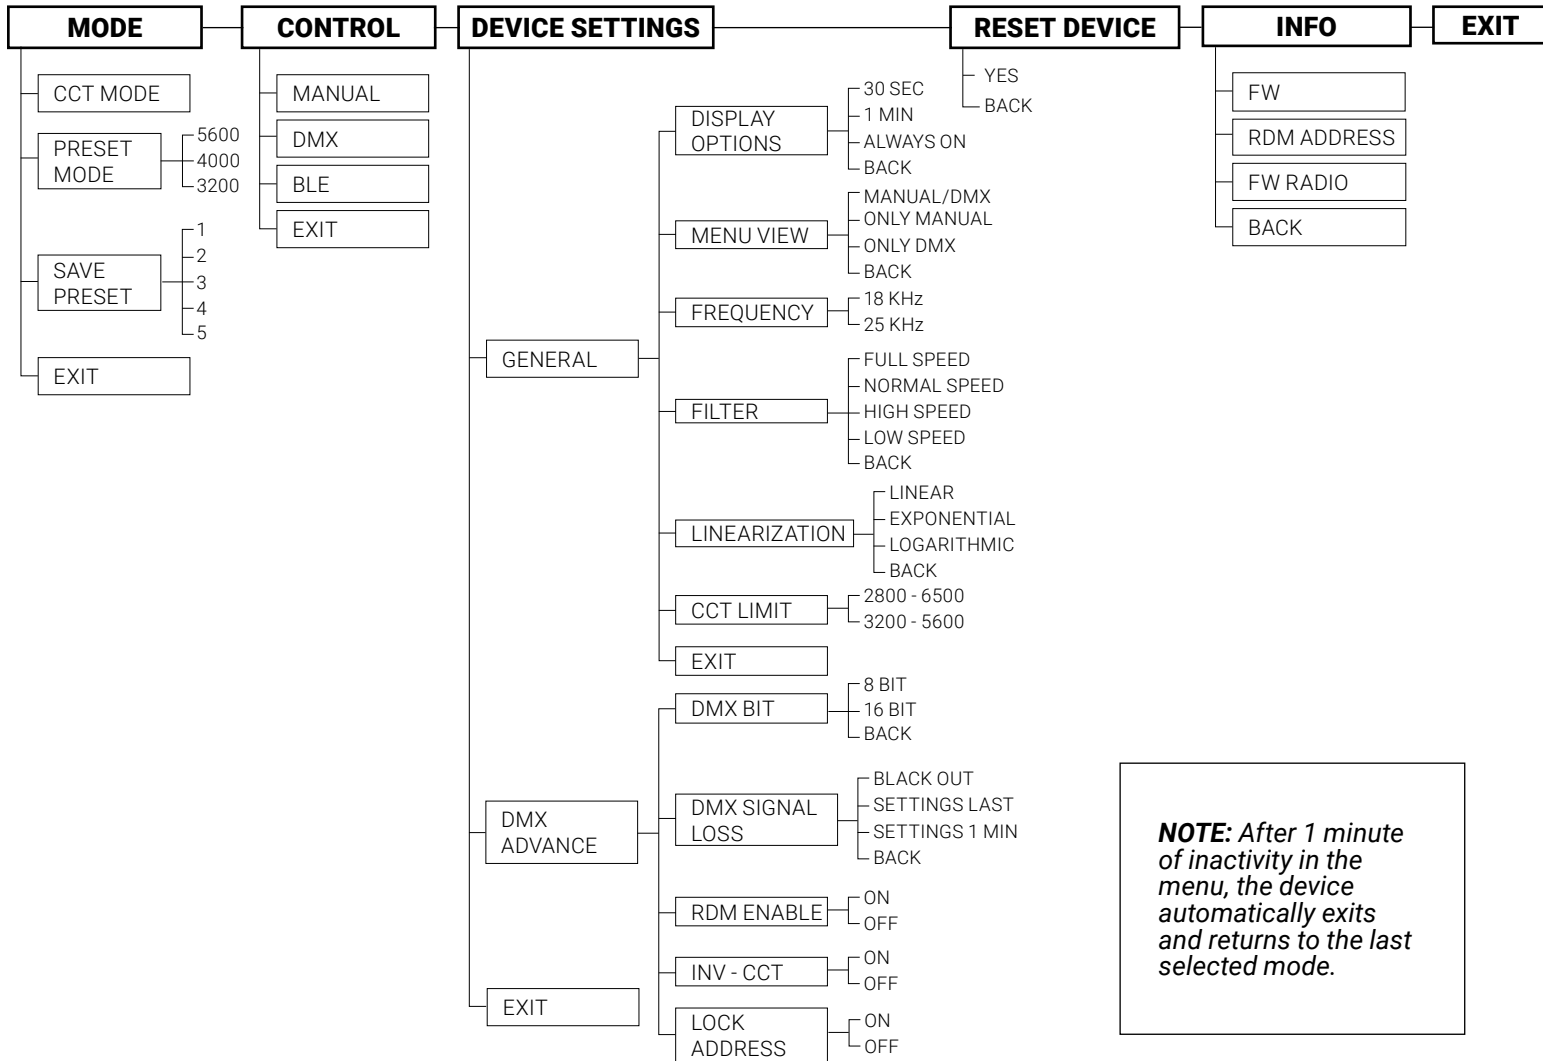 MODE
CONTROL
DEVICE SETTINGS
RESET DEVICE
INFO
EXIT
CCT MODE
PRESET
MODE
5600
4000
3200
SAVE
PRESET
1
2
3
4
5
EXIT
MANUAL
DMX
BLE
EXIT
GENERAL
DISPLAY
OPTIONS
30 SEC
1 MIN
ALWAYS ON
BACK
MENU VIEW
MANUAL/DMX
ONLY MANUAL
ONLY DMX
BACK
FREQUENCY
18 KHz
25 KHz
FILTER
FULL SPEED
NORMAL SPEED
HIGH SPEED
LOW SPEED
BACK
LINEARIZATION
LINEAR
EXPONENTIAL
LOGARITHMIC
BACK
CCT LIMIT
2800 - 6500
3200 - 5600
EXIT
DMX
ADVANCE
DMX BIT
8 BIT
16 BIT
BACK
DMX SIGNAL
LOSS
BLACK OUT
SETTINGS LAST
SETTINGS 1 MIN
BACK
RDM ENABLE
ON
OFF
INV - CCT
ON
OFF
LOCK
ADDRESS
ON
OFF
EXIT
YES
BACK
FW
RDM ADDRESS
FW RADIO
BACK
NOTE: After 1 minute
of inactivity in the
menu, the device
automatically exits
and returns to the last
selected mode.